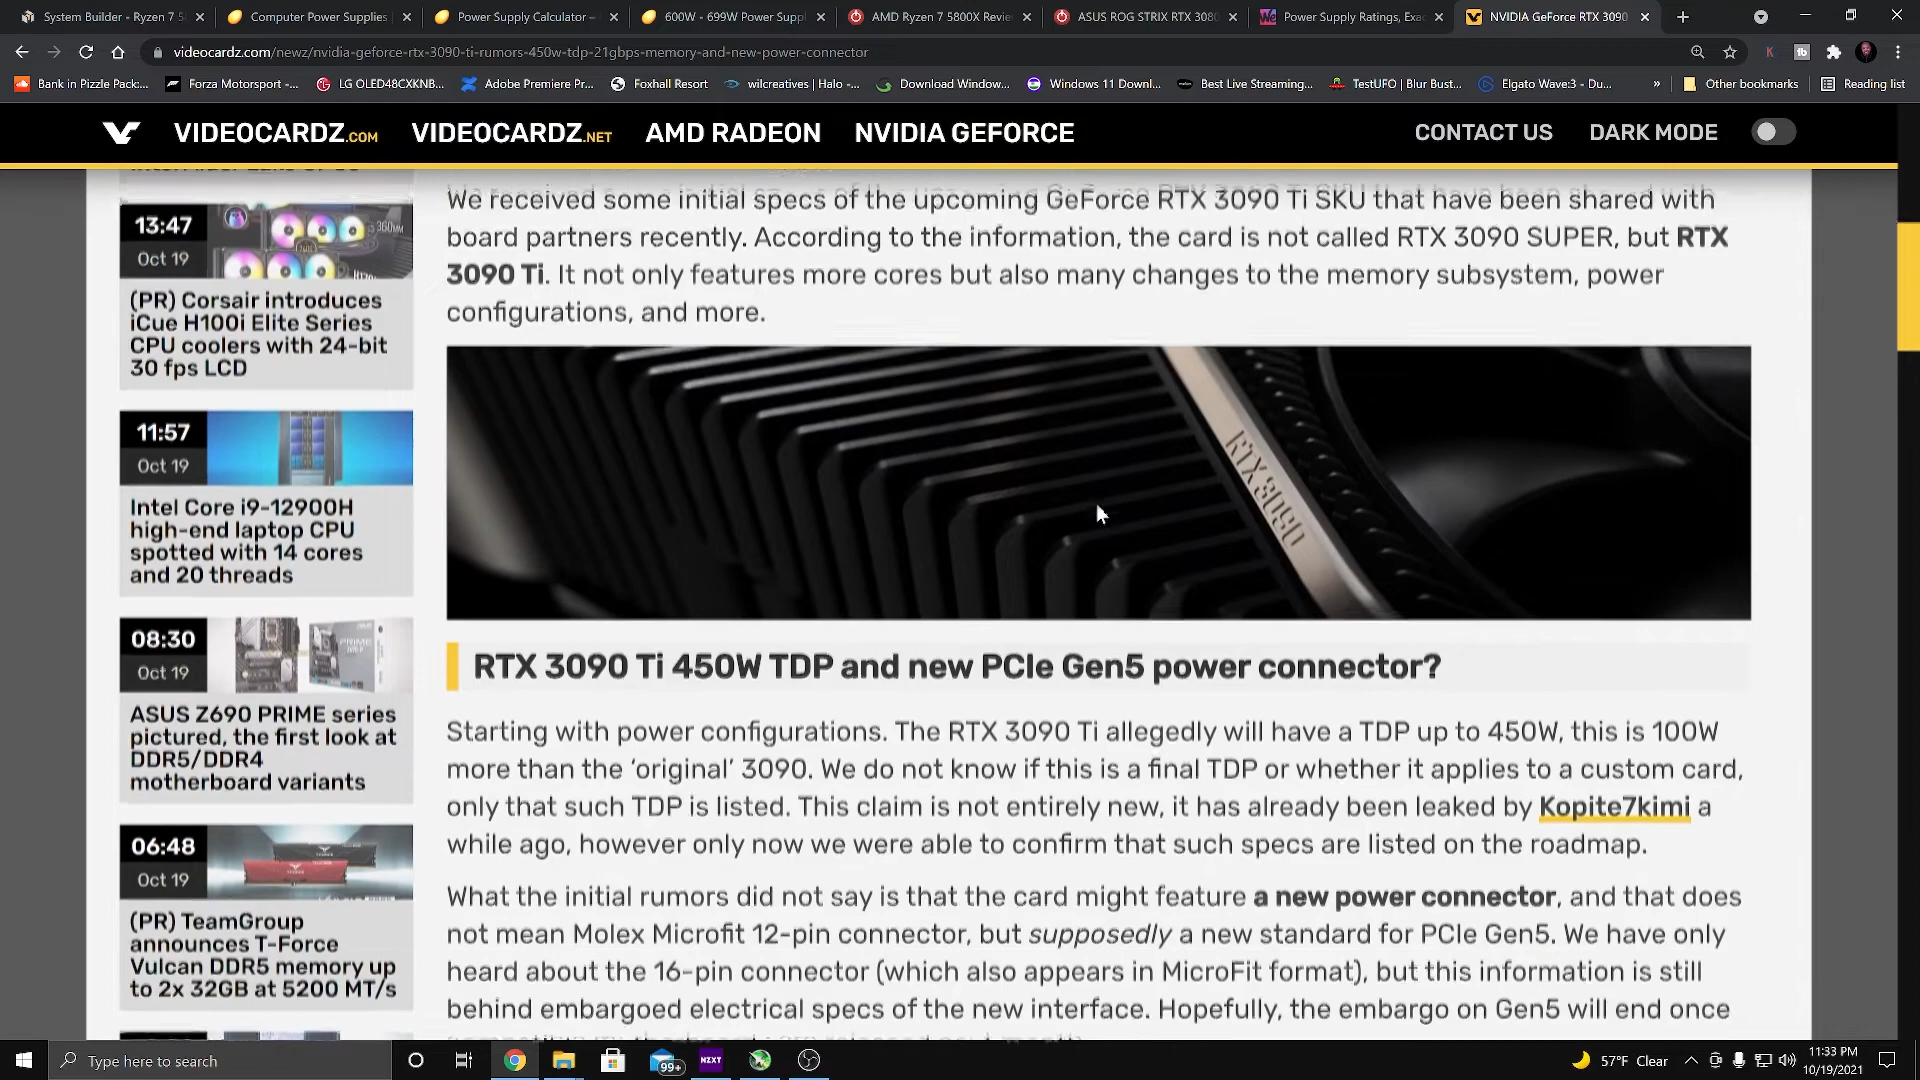 System Builder - Ryzen 7 5
Computer Power Supplies
Power Supply Calculator –
600W - 699W Power Suppl
AMD Ryzen 7 5800X Revie
ASUS ROG STRIX RTX 3080
Power Supply Ratings, Exac
NVIDIA GeForce RTX 3090
videocardz.com/newz/nvidia-geforce-rtx-3090-ti-rumors-450w-tdp-21gbps-memory-and-new-power-connector
Bank in Pizzle Pack:...
Forza Motorsport -...
LG OLED48CXKNB...
Adobe Premiere Pr...
Foxhall Resort
wilcreatives | Halo -...
Download Window...
Windows 11 Downl...
Best Live Streaming...
TestUFO | Blur Bust...
Elgato Wave:3 - Du...
»
Other bookmarks
Reading list
VIDEOCARDZ.COM
VIDEOCARDZ.NET
AMD RADEON
NVIDIA GEFORCE
CONTACT US
DARK MODE
13:47
Oct 19
360MM
(PR) Corsair introduces
iCue H100i Elite Series
CPU coolers with 24-bit
30 fps LCD
11:57
Oct 19
Intel Core i9-12900H
high-end laptop CPU
spotted with 14 cores
and 20 threads
08:30
Oct 19
PRIME
ASUS Z690 PRIME series
pictured, the first look at
DDR5/DDR4
motherboard variants
06:48
Oct 19
(PR) TeamGroup
announces T-Force
Vulcan DDR5 memory up
to 2x 32GB at 5200 MT/s
We received some initial specs of the upcoming GeForce RTX 3090 Ti SKU that have been shared with
board partners recently. According to the information, the card is not called RTX 3090 SUPER, but RTX
3090 Ti. It not only features more cores but also many changes to the memory subsystem, power
configurations, and more.
RTX 3090
RTX 3090 Ti 450W TDP and new PCIe Gen5 power connector?
Starting with power configurations. The RTX 3090 Ti allegedly will have a TDP up to 450W, this is 100W
more than the ‘original’ 3090. We do not know if this is a final TDP or whether it applies to a custom card,
only that such TDP is listed. This claim is not entirely new, it has already been leaked by Kopite7kimi a
while ago, however only now we were able to confirm that such specs are listed on the roadmap.
What the initial rumors did not say is that the card might feature a new power connector, and that does
not mean Molex Microfit 12-pin connector, but supposedly a new standard for PCIe Gen5. We have only
heard about the 16-pin connector (which also appears in MicroFit format), but this information is still
behind embargoed electrical specs of the new interface. Hopefully, the embargo on Gen5 will end once
Type here to search
99+
NZXT
57°F Clear
11:33 PM
10/19/2021